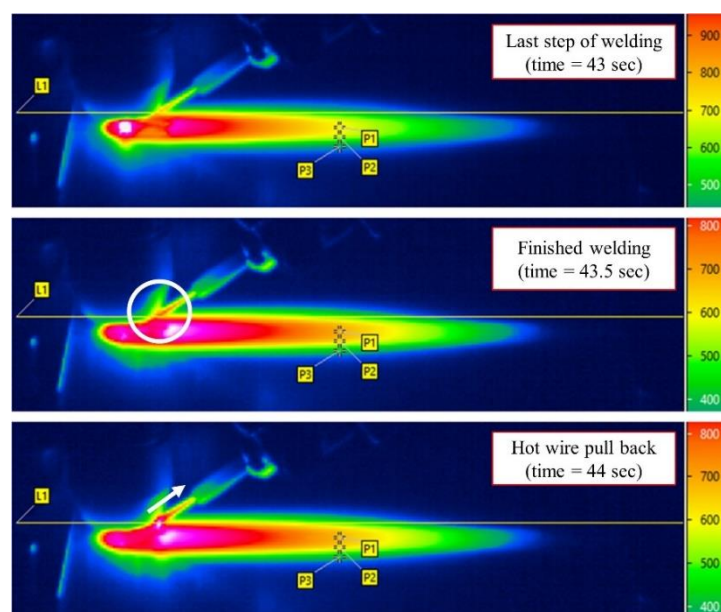 Last step of welding
(time = 43 sec)
L1
P1
P3
P2
900
800
700
600
500
Finished welding
(time = 43.5 sec)
L1
P1
P3
P2
800
700
600
500
400
Hot wire pull back
(time = 44 sec)
L1
P1
P3
P2
800
700
600
500
400